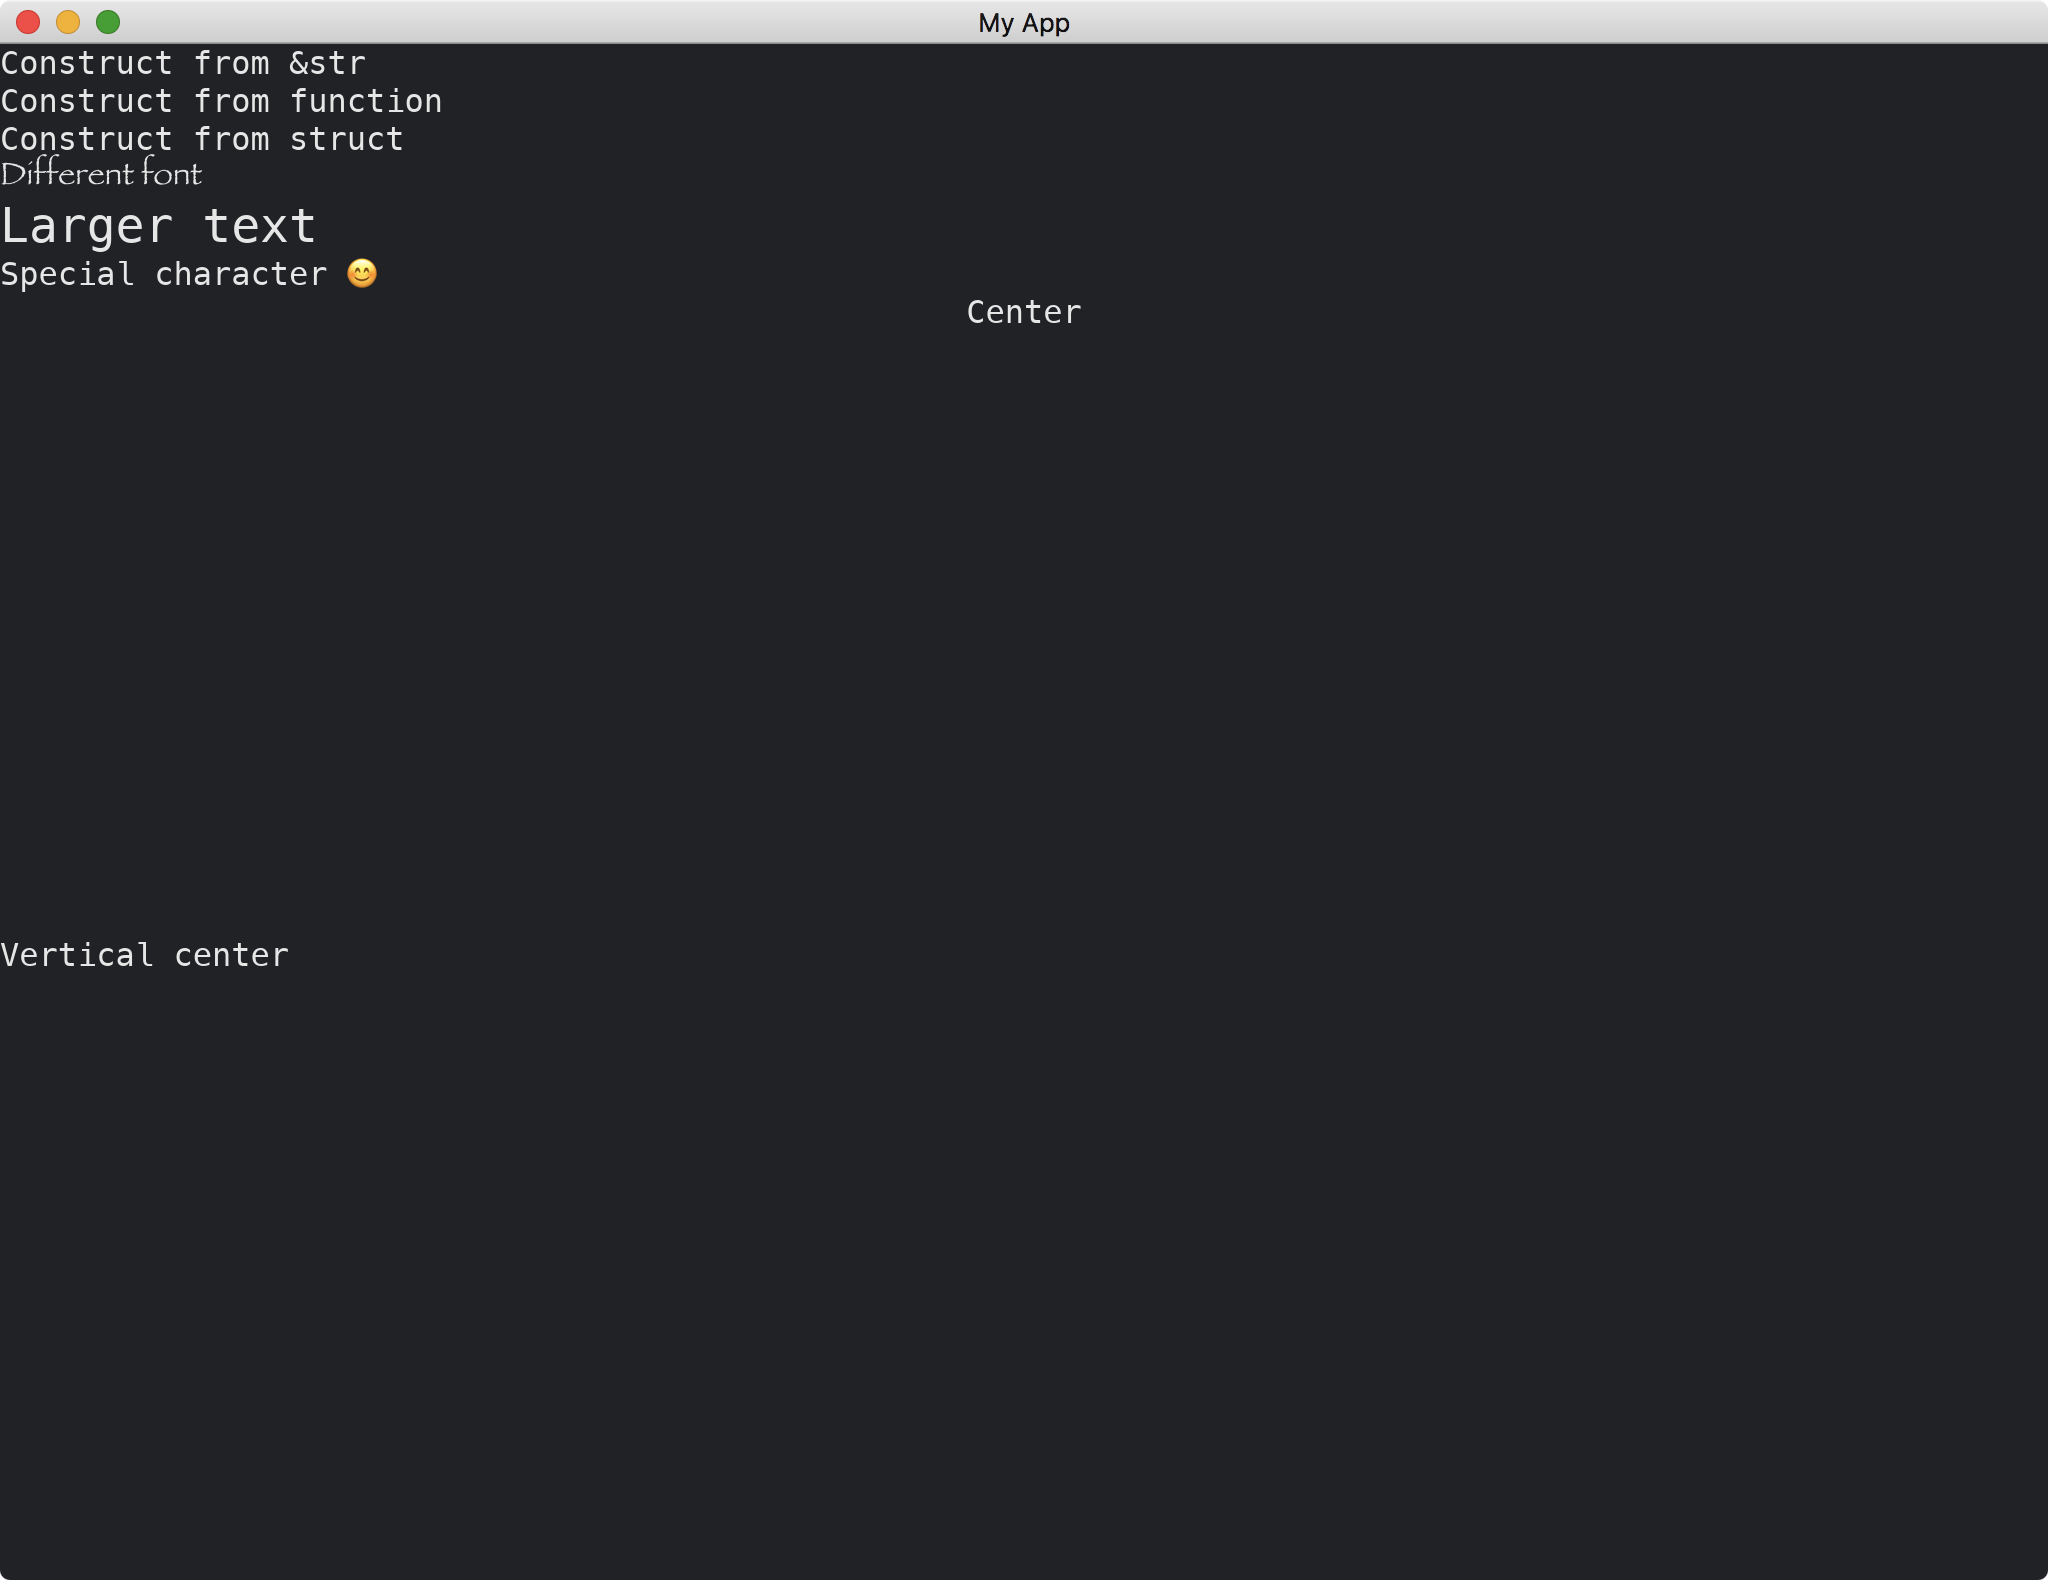 My App
Construct from &str
Construct from function
Construct from struct
Different font
Larger text
Special character 😊
Center
Vertical center